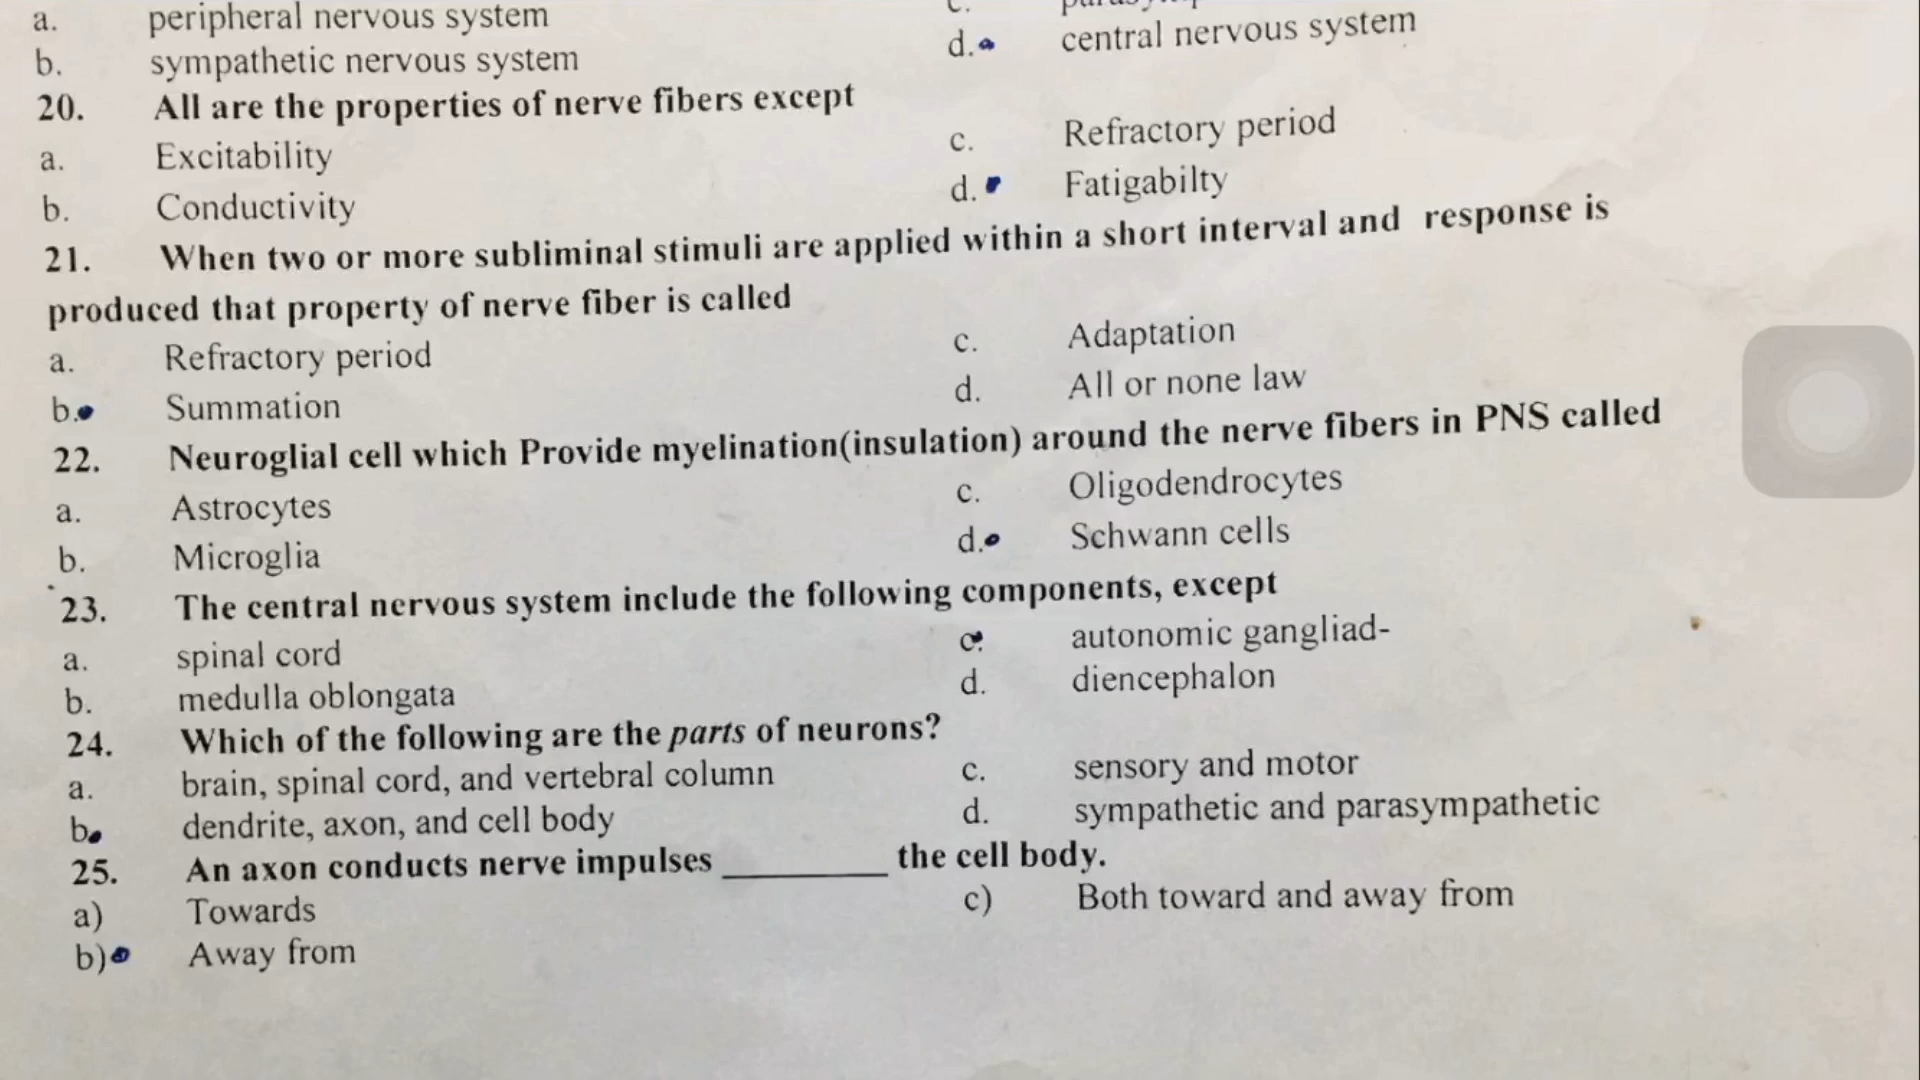 a. peripheral nervous system
b. sympathetic nervous system
c.
d. central nervous system
20. All are the properties of nerve fibers except
a. Excitability
b. Conductivity
c. Refractory period
d. Fatigabilty
21. When two or more subliminal stimuli are applied within a short interval and response is
produced that property of nerve fiber is called
a. Refractory period
b. Summation
c. Adaptation
d. All or none law
22. Neuroglial cell which Provide myelination(insulation) around the nerve fibers in PNS called
a. Astrocytes
b. Microglia
c. Oligodendrocytes
d. Schwann cells
23. The central nervous system include the following components, except
a. spinal cord
b. medulla oblongata
c. autonomic gangliad-
d. diencephalon
24. Which of the following are the parts of neurons?
a. brain, spinal cord, and vertebral column
b. dendrite, axon, and cell body
c. sensory and motor
d. sympathetic and parasympathetic
25. An axon conducts nerve impulses ________ the cell body.
a) Towards
b) Away from
c) Both toward and away from